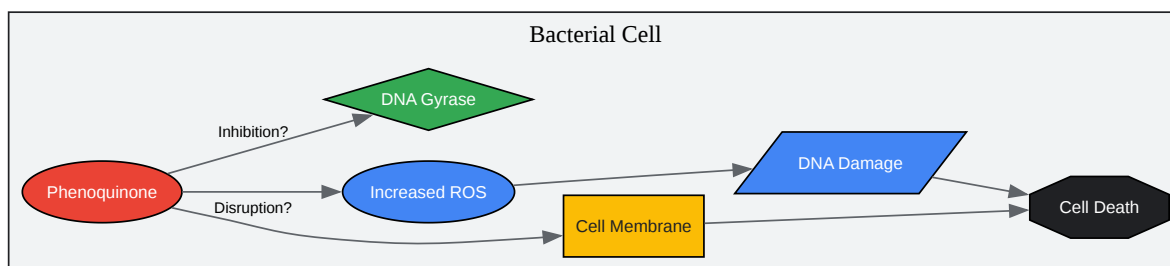 Bacterial Cell
DNA Gyrase
Inhibition?
DNA Damage
Phenoquinone
Increased ROS
Disruption?
Cell Membrane
Cell Death